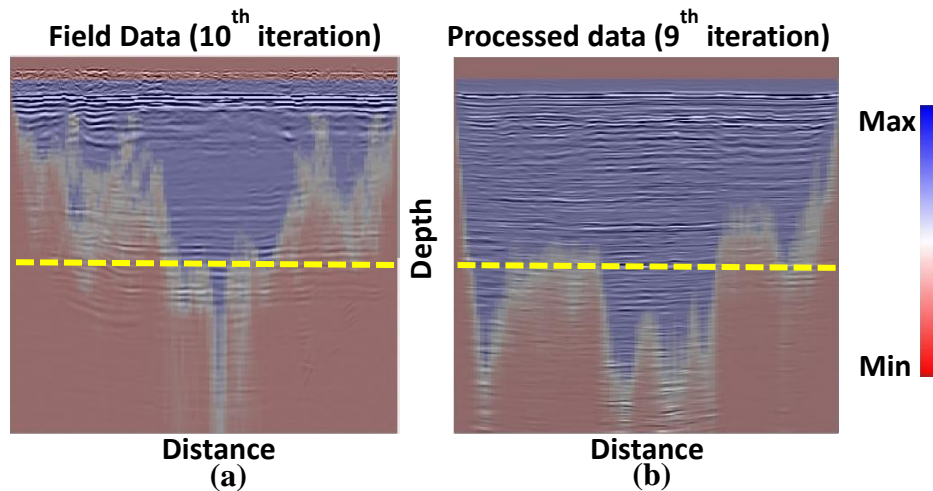 Field Data (10th iteration)
Processed data (9th iteration)
Depth
Max
Min
Distance
Distance
(a)
(b)